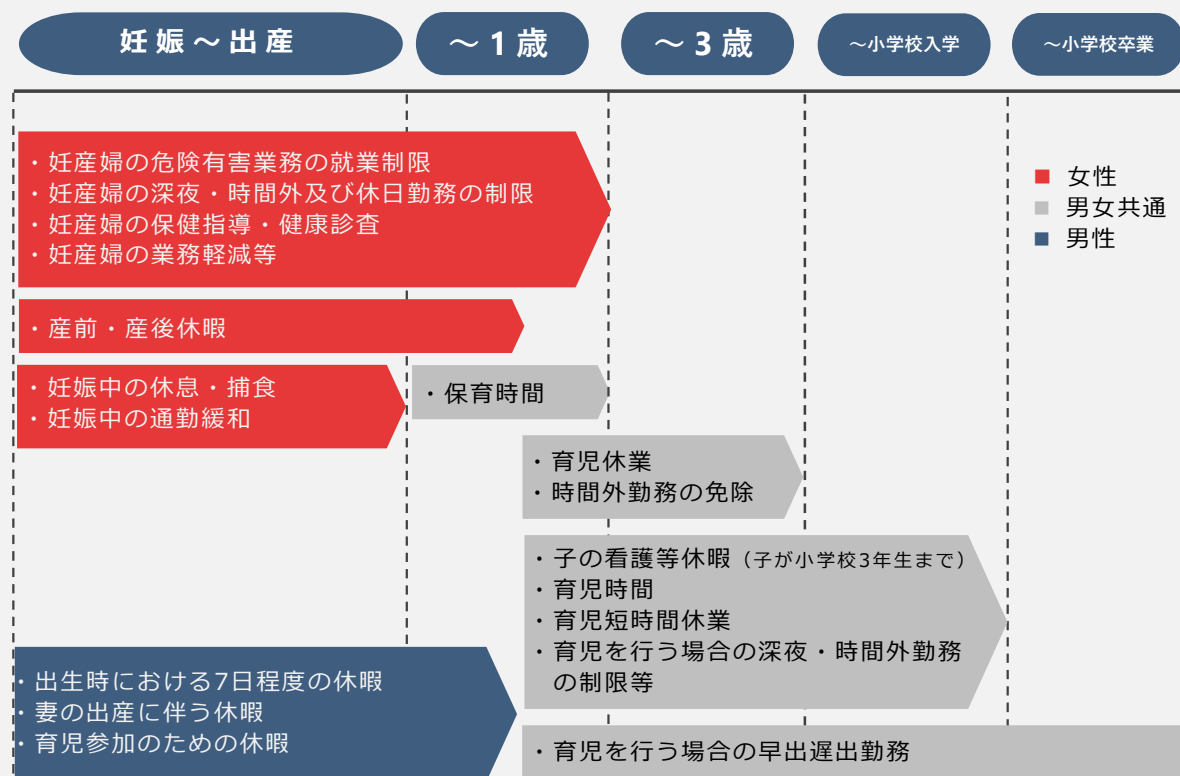 妊娠～出産
～1歳
～3歳
～小学校入学
～小学校卒業
・妊産婦の危険有害業務の就業制限
・妊産婦の深夜・時間外及び休日勤務の制限
・妊産婦の保健指導・健康診査
・妊産婦の業務軽減等
女性
男女共通
男性
・産前・産後休暇
・妊娠中の休息・捕食
・妊娠中の通勤緩和
・保育時間
・育児休業
・時間外勤務の免除
・子の看護等休暇（子が小学校3年生まで）
・育児時間
・育児短時間休業
・育児を行う場合の深夜・時間外勤務
の制限等
・出生時における7日程度の休暇
・妻の出産に伴う休暇
・育児参加のための休暇
・育児を行う場合の早出遅出勤務